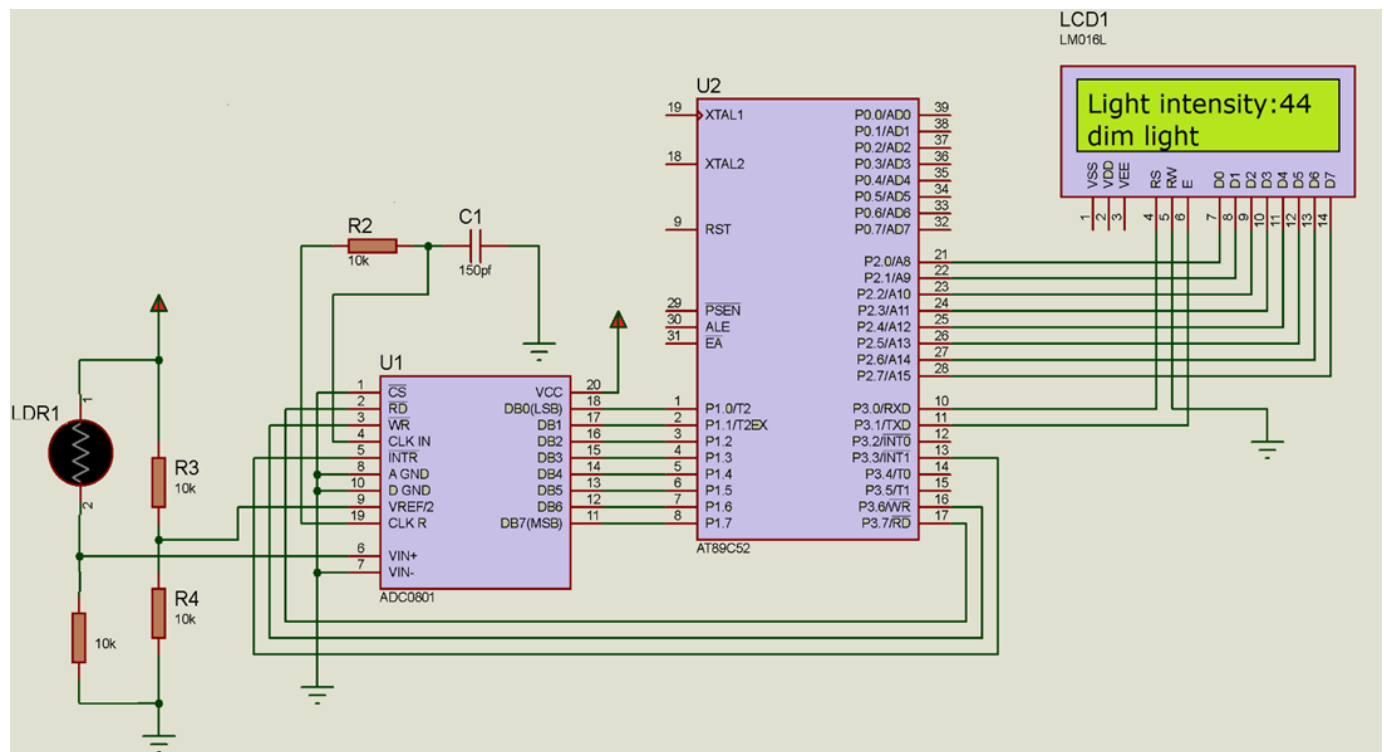 LCD1
LM016L
Light intensity:44
dim light
VSS VDD VEE RS RW E D0 D1 D2 D3 D4 D5 D6 D7
1 2 3 4 5 6 7 8 9 10 11 12 13 14
U2
19 XTAL1 P0.0/AD0 39
P0.1/AD1 38
P0.2/AD2 37
18 XTAL2 P0.3/AD3 36
P0.4/AD4 35
P0.5/AD5 34
P0.6/AD6 33
9 RST P0.7/AD7 32
P2.0/A8 21
P2.1/A9 22
P2.2/A10 23
29 PSEN P2.3/A11 24
30 ALE P2.4/A12 25
31 EA P2.5/A13 26
P2.6/A14 27
P2.7/A15 28
1 P1.0/T2 P3.0/RXD 10
2 P1.1/T2EX P3.1/TXD 11
3 P1.2 P3.2/INT0 12
4 P1.3 P3.3/INT1 13
5 P1.4 P3.4/T0 14
6 P1.5 P3.5/T1 15
7 P1.6 P3.6/WR 16
8 P1.7 P3.7/RD 17
AT89C52
R2
10k
C1
150pf
U1
1 CS VCC 20
2 RD DB0(LSB) 18
3 WR DB1 17
4 CLK IN DB2 16
5 INTR DB3 15
8 A GND DB4 14
10 D GND DB5 13
9 VREF/2 DB6 12
19 CLK R DB7(MSB) 11
6 VIN+
7 VIN-
ADC0801
LDR1
1
2
R3
10k
R4
10k
10k